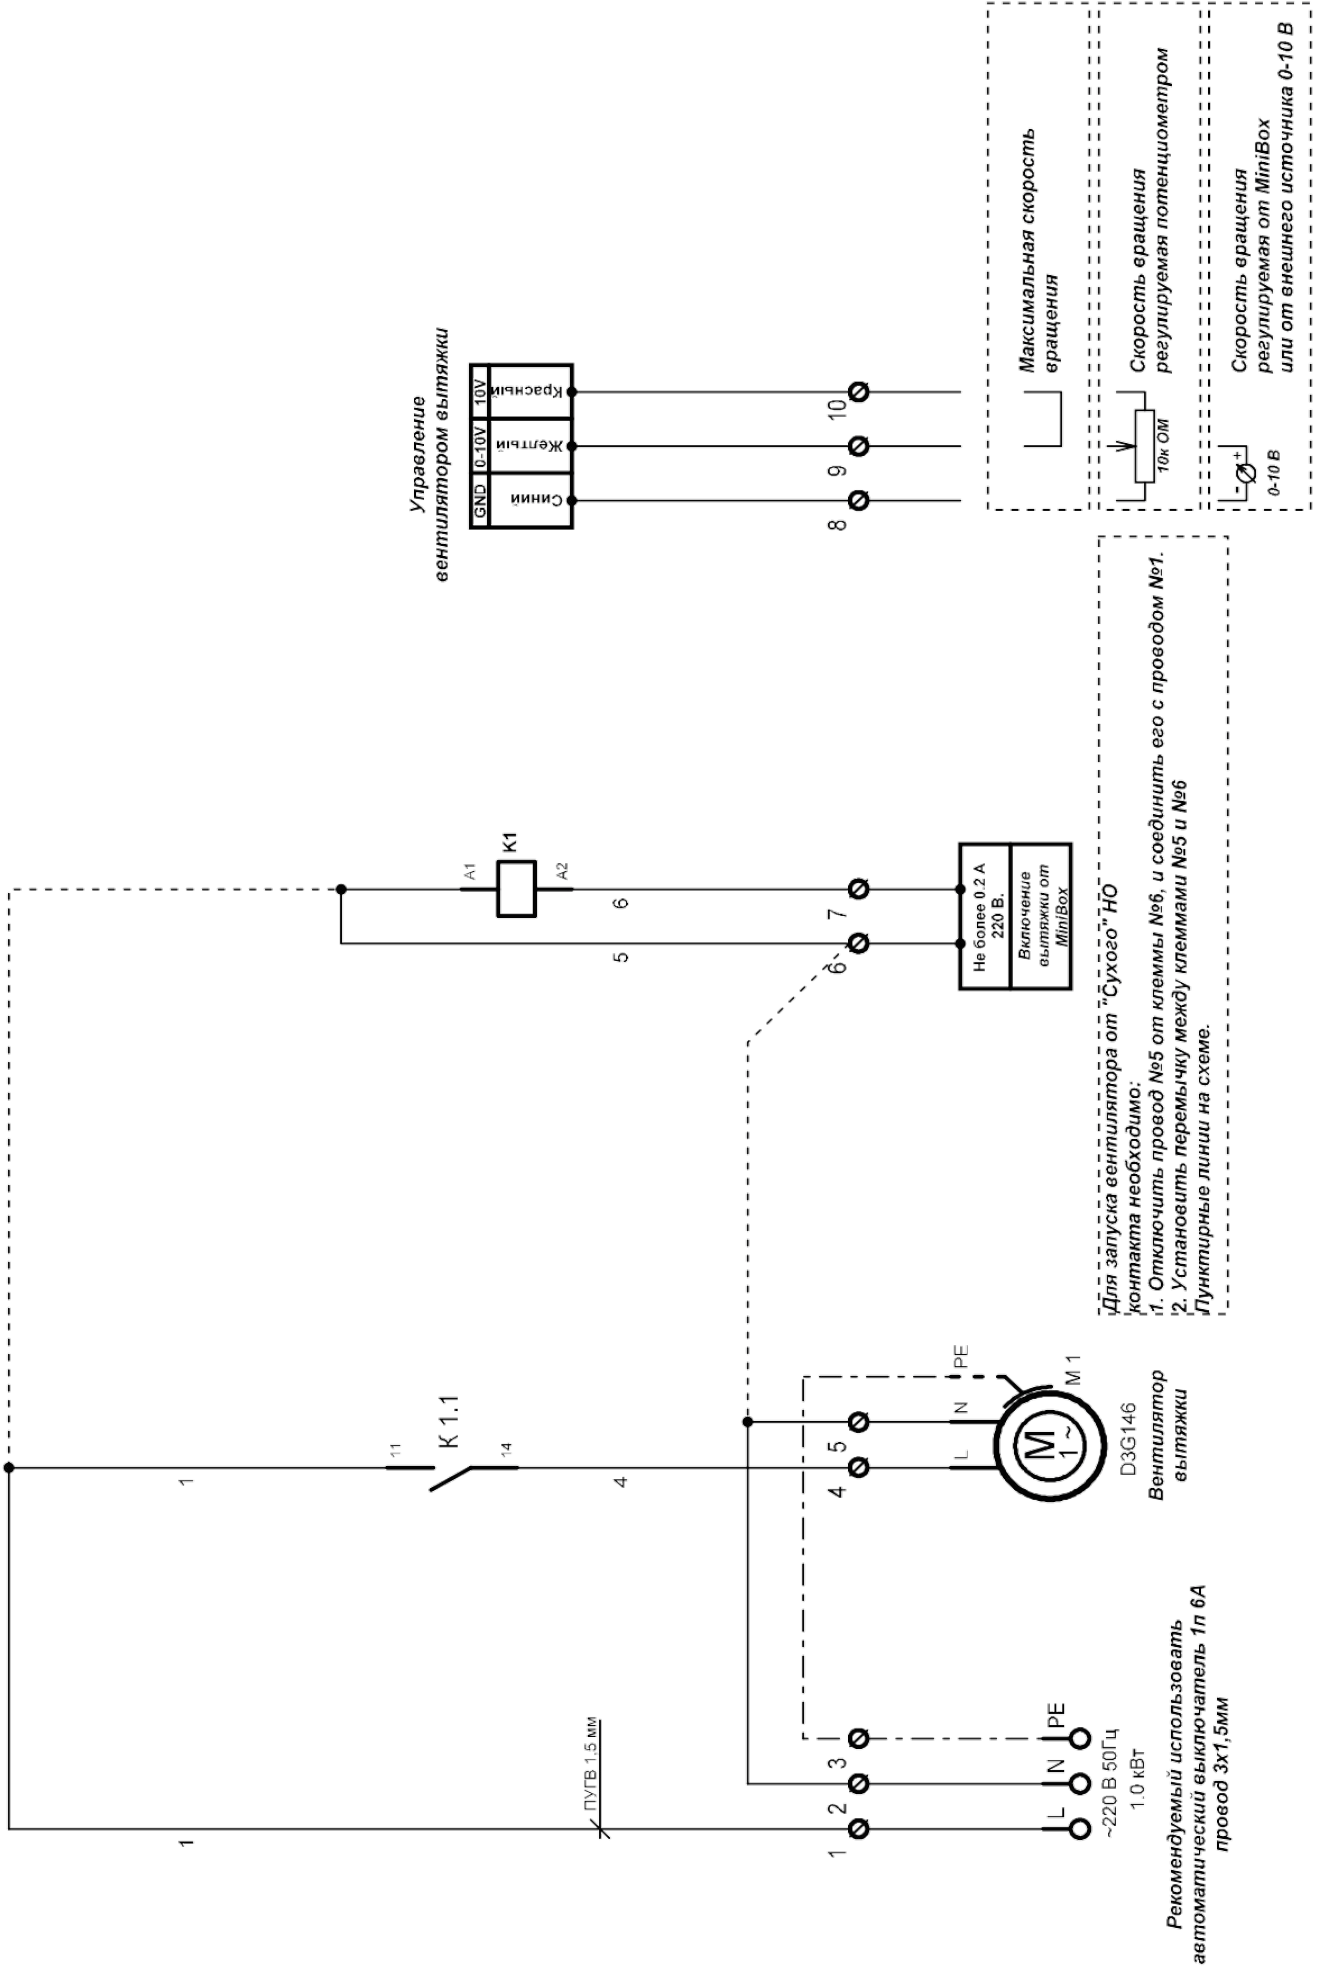 1
ПУГВ 1,5 мм
1
2
3
L
N
PE
~220 В 50Гц
1.0 кВт
Рекомендуемый использовать
автоматический выключатель 1п 6А
провод 3х1,5мм
1
11
К 1.1
14
4
4
5
L
N
PE
М
1 ~
М 1
D3G146
Вентилятор
вытяжки
А1
К1
А2
5
6
6
7
Не более 0.2 А
220 В.
Включение
вытяжки от
MiniBox
Для запуска вентилятора от "Сухого" НО
контакта необходимо:
1. Отключить провод №5 от клеммы №6, и соединить его с проводом №1.
2. Установить перемычку между клеммами №5 и №6
Пунктирные линии на схеме.
Управление
вентилятором вытяжки
GND
0-10V
10V
Синий
Желтый
Красный
8
9
10
Максимальная скорость
вращения
10к ОМ
Скорость вращения
регулируемая потенциометром
- +
0-10 В
Скорость вращения
регулируемая от MiniBox
или от внешнего источника 0-10 В